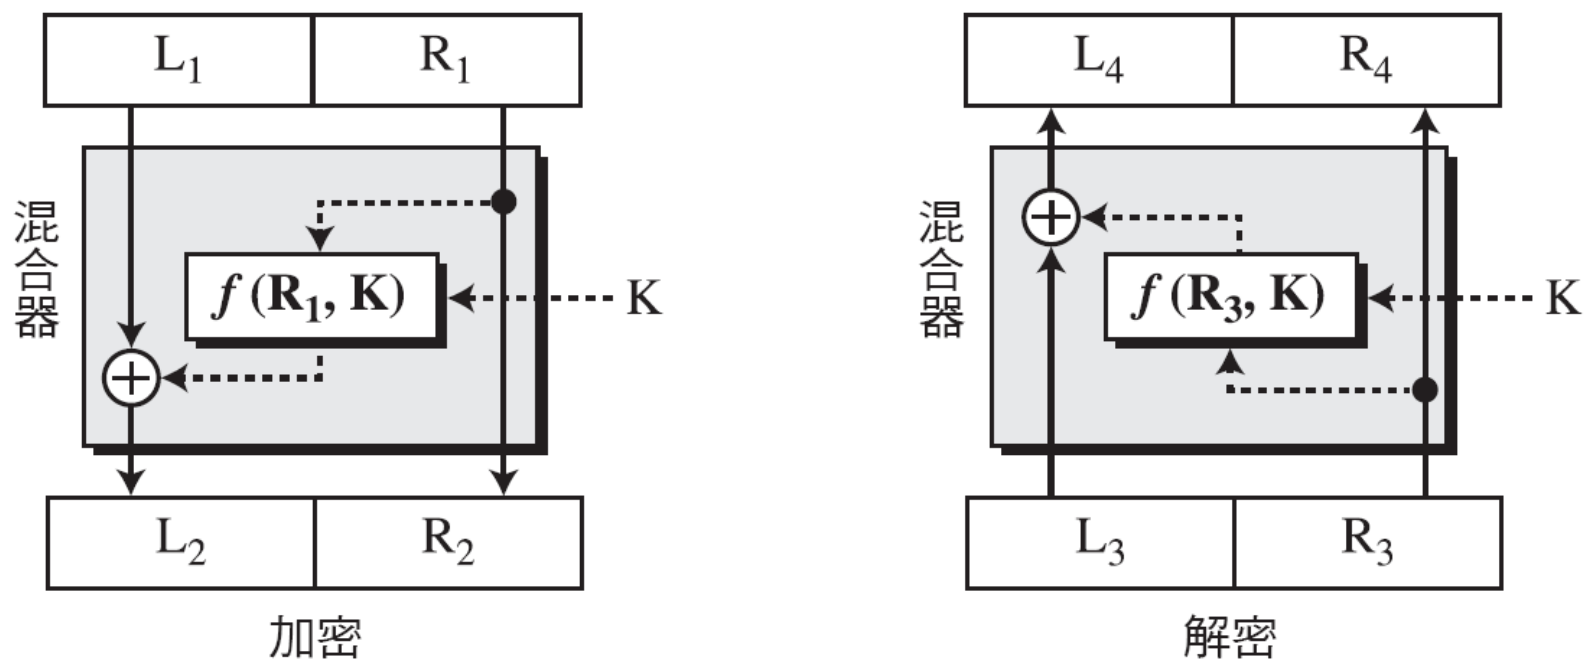 L₁ R₁
混合器
f (R₁, K)
K
L₂ R₂
加密
L₄ R₄
混合器
f (R₃, K)
K
L₃ R₃
解密